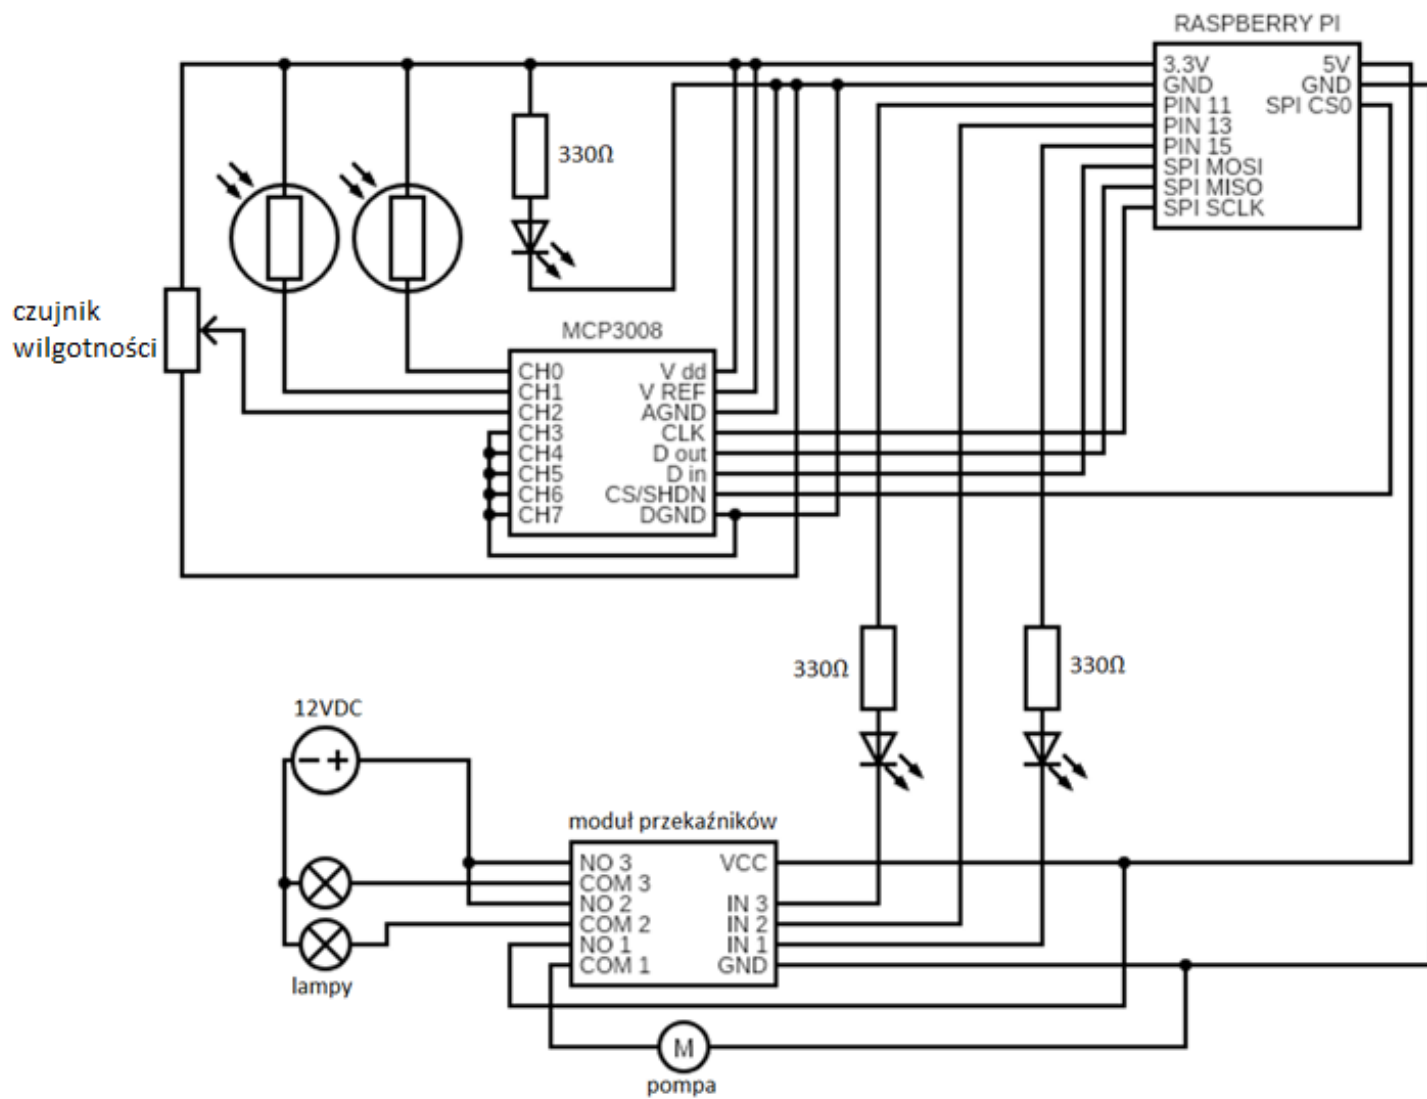 RASPBERRY PI
3.3V
GND
PIN 11
PIN 13
PIN 15
SPI MOSI
SPI MISO
SPI SCLK
5V
GND
SPI CS0
330Ω
czujnik
wilgotności
MCP3008
CH0
CH1
CH2
CH3
CH4
CH5
CH6
CH7
V dd
V REF
AGND
CLK
D out
D in
CS/SHDN
DGND
330Ω
330Ω
12VDC
- +
moduł przekaźników
NO 3
COM 3
NO 2
COM 2
NO 1
COM 1
VCC
IN 3
IN 2
IN 1
GND
lampy
M
pompa